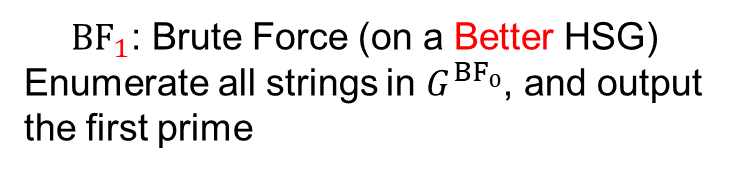 BF₁: Brute Force (on a Better HSG)
Enumerate all strings in G^BF₀, and output
the first prime